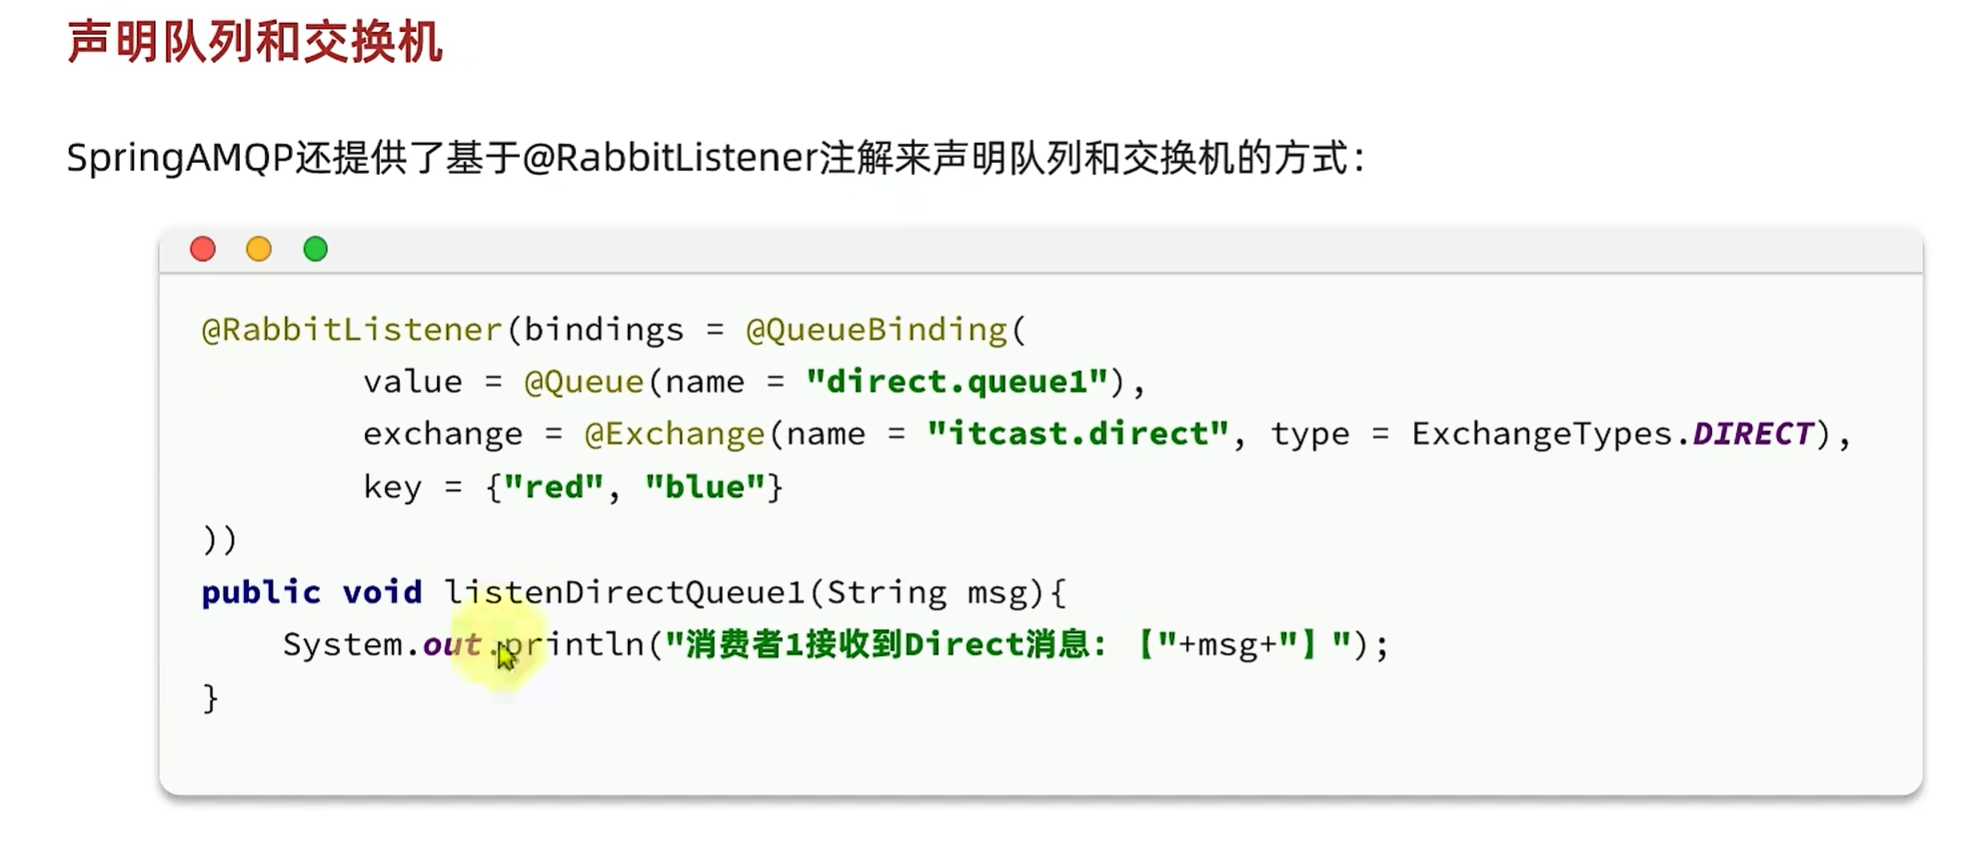 声明队列和交换机
SpringAMQP还提供了基于@RabbitListener注解来声明队列和交换机的方式：
@RabbitListener(bindings = @QueueBinding(
value = @Queue(name = "direct.queue1"),
exchange = @Exchange(name = "itcast.direct", type = ExchangeTypes.DIRECT),
key = {"red", "blue"}
))
public void listenDirectQueue1(String msg){
System.out.println("消费者1接收到Direct消息：【"+msg+"】");
}